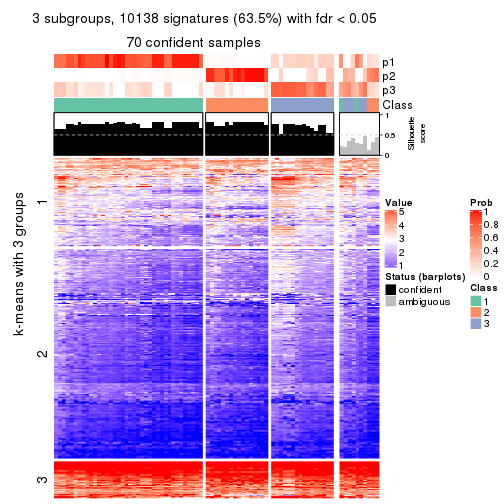 3 subgroups, 10138 signatures (63.5%) with fdr < 0.05
70 confident samples
p1
p2
p3
Class
1
0.5
0
Silhouette
score
k-means with 3 groups
1
2
3
Value
5
4
3
2
1
Status (barplots)
confident
ambiguous
Prob
1
0.8
0.6
0.4
0.2
0
Class
1
2
3